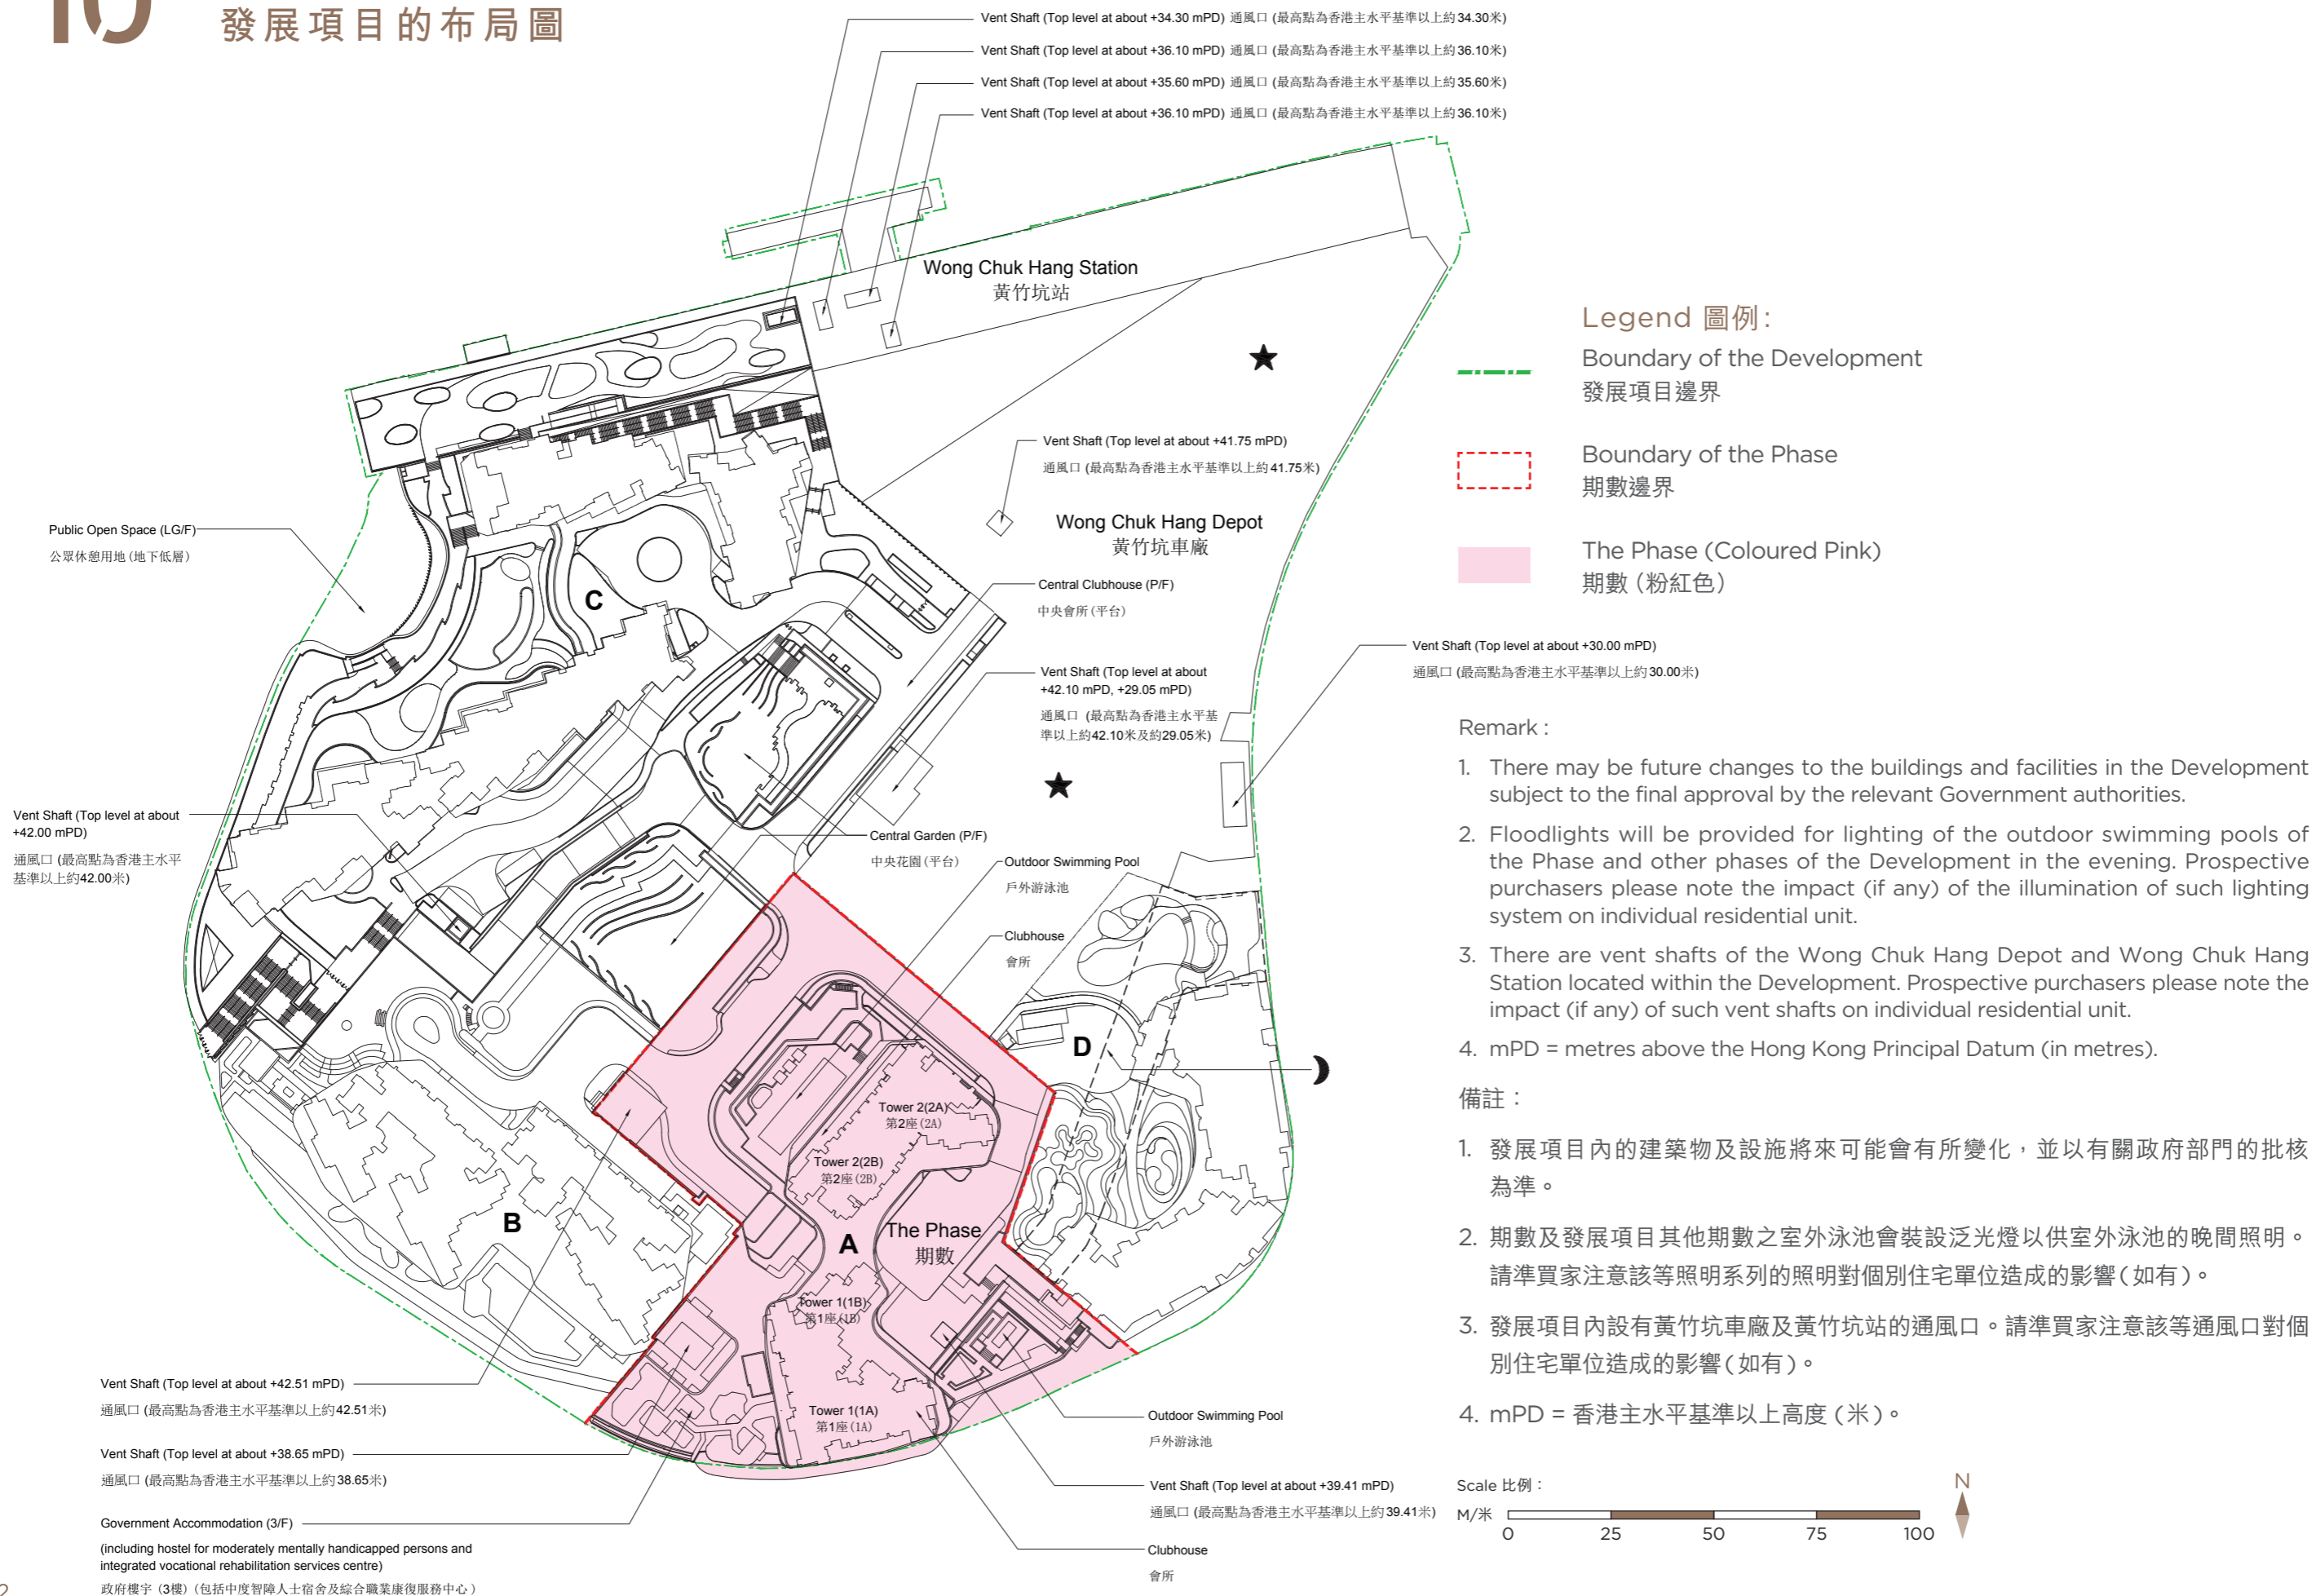 10
發展項目的布局圖
Vent Shaft (Top level at about +34.30 mPD) 通風口 (最高點為香港主水平基準以上約34.30米)
Vent Shaft (Top level at about +36.10 mPD) 通風口 (最高點為香港主水平基準以上約36.10米)
Vent Shaft (Top level at about +35.60 mPD) 通風口 (最高點為香港主水平基準以上約35.60米)
Vent Shaft (Top level at about +36.10 mPD) 通風口 (最高點為香港主水平基準以上約36.10米)
Wong Chuk Hang Station
黃竹坑站
Vent Shaft (Top level at about +41.75 mPD)
通風口 (最高點為香港主水平基準以上約41.75米)
Wong Chuk Hang Depot
黃竹坑車廠
Public Open Space (LG/F)
公眾休憩用地(地下低層)
Central Clubhouse (P/F)
中央會所(平台)
C
Vent Shaft (Top level at about
+42.10 mPD, +29.05 mPD)
通風口 (最高點為香港主水平基
準以上約42.10米及約29.05米)
Vent Shaft (Top level at about +30.00 mPD)
通風口 (最高點為香港主水平基準以上約30.00米)
Vent Shaft (Top level at about
+42.00 mPD)
通風口 (最高點為香港主水平
基準以上約42.00米)
Central Garden (P/F)
中央花園(平台)
Outdoor Swimming Pool
戶外游泳池
Clubhouse
會所
D
Tower 2(2A)
第2座(2A)
Tower 2(2B)
第2座(2B)
B
A
The Phase
期數
Tower 1(1B)
第1座(1B)
Tower 1(1A)
第1座(1A)
Vent Shaft (Top level at about +42.51 mPD)
通風口 (最高點為香港主水平基準以上約42.51米)
Vent Shaft (Top level at about +38.65 mPD)
通風口 (最高點為香港主水平基準以上約38.65米)
Government Accommodation (3/F)
(including hostel for moderately mentally handicapped persons and
integrated vocational rehabilitation services centre)
政府樓宇 (3樓) (包括中度智障人士宿舍及綜合職業康復服務中心)
Outdoor Swimming Pool
戶外游泳池
Vent Shaft (Top level at about +39.41 mPD)
通風口 (最高點為香港主水平基準以上約39.41米)
Clubhouse
會所
Legend 圖例:
Boundary of the Development
發展項目邊界
Boundary of the Phase
期數邊界
The Phase (Coloured Pink)
期數 (粉紅色)
Remark :
1. There may be future changes to the buildings and facilities in the Development
subject to the final approval by the relevant Government authorities.
2. Floodlights will be provided for lighting of the outdoor swimming pools of
the Phase and other phases of the Development in the evening. Prospective
purchasers please note the impact (if any) of the illumination of such lighting
system on individual residential unit.
3. There are vent shafts of the Wong Chuk Hang Depot and Wong Chuk Hang
Station located within the Development. Prospective purchasers please note the
impact (if any) of such vent shafts on individual residential unit.
4. mPD = metres above the Hong Kong Principal Datum (in metres).
備註：
1. 發展項目內的建築物及設施將來可能會有所變化，並以有關政府部門的批核
為準。
2. 期數及發展項目其他期數之室外泳池會裝設泛光燈以供室外泳池的晚間照明。
請準買家注意該等照明系列的照明對個別住宅單位造成的影響(如有)。
3. 發展項目內設有黃竹坑車廠及黃竹坑站的通風口。請準買家注意該等通風口對個
別住宅單位造成的影響(如有)。
4. mPD = 香港主水平基準以上高度 (米)。
Scale 比例：
M/米
0 25 50 75 100
N
2